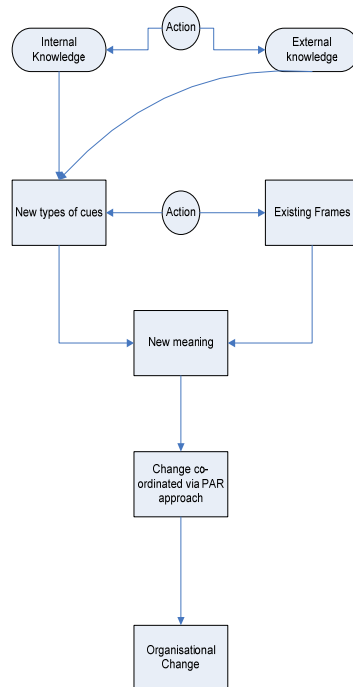 Action
Internal
Knowledge
External
knowledge
New types of cues
Action
Existing Frames
New meaning
Change co-
ordinated via PAR
approach
Organisational
Change